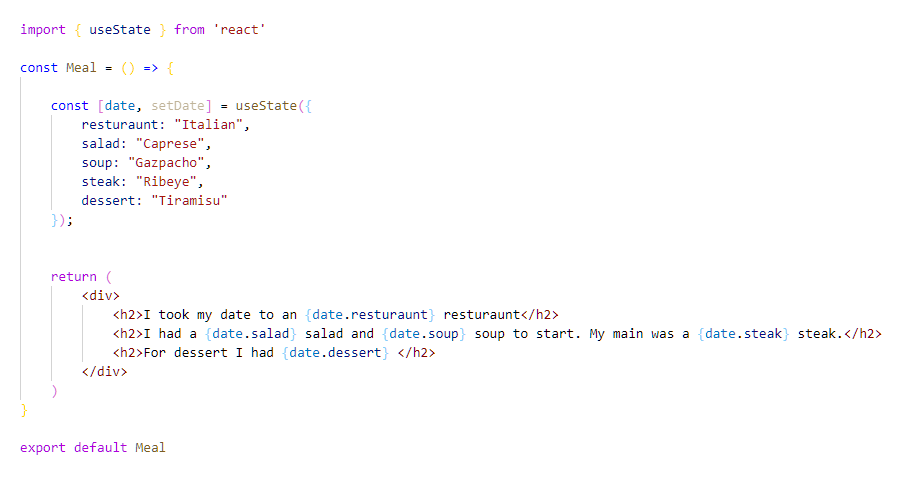 import { useState } from 'react'
const Meal = () => {
const [date, setDate] = useState({
resturaunt: "Italian",
salad: "Caprese",
soup: "Gazpacho",
steak: "Ribeye",
dessert: "Tiramisu"
});
return (
<div>
<h2>I took my date to an {date.resturaunt} resturaunt</h2>
<h2>I had a {date.salad} salad and {date.soup} soup to start. My main was a {date.steak} steak.</h2>
<h2>For dessert I had {date.dessert} </h2>
</div>
)
}
export default Meal